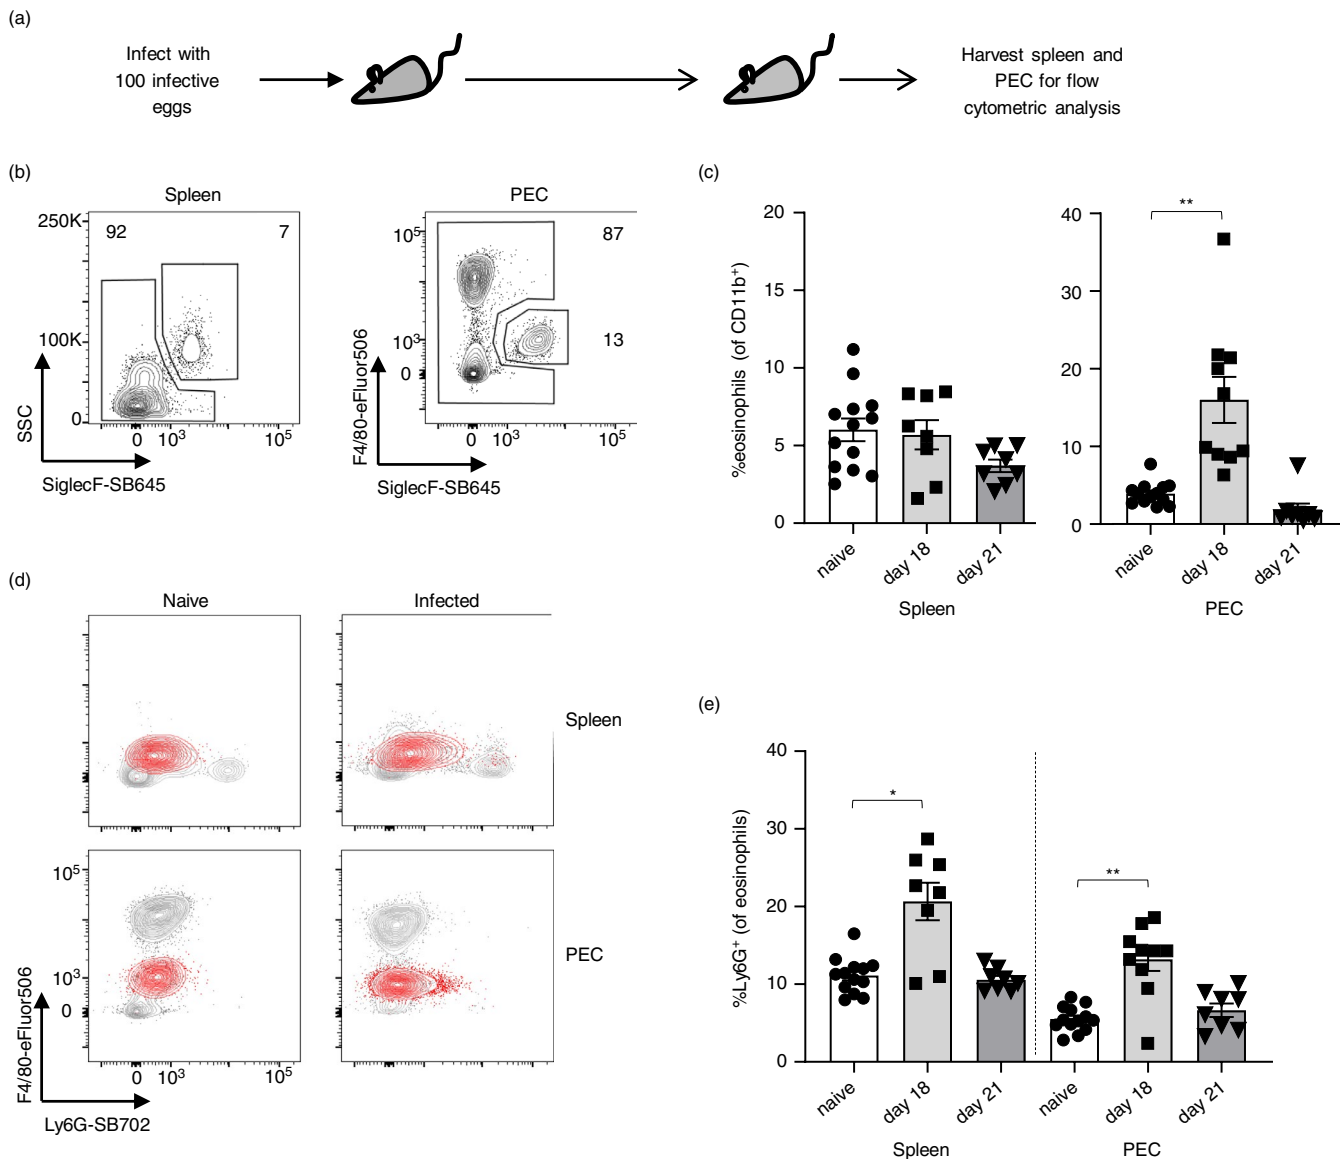 (a)
Infect with
100 infective
eggs
Harvest spleen and
PEC for flow
cytometric analysis
(b)
Spleen
250K
92
7
100K
0
SSC
0 10³ 10⁵
SiglecF-SB645
PEC
10⁵
87
10³
13
0
F4/80-eFluor506
0 10³ 10⁵
SiglecF-SB645
(c)
%eosinophils (of CD11b⁺)
20
15
10
5
0
naive
day 18
day 21
Spleen
40
**
30
20
10
0
naive
day 18
day 21
PEC
(d)
Naive
Infected
Spleen
PEC
10⁵
10³
0
F4/80-eFluor506
0 10³ 10⁵
Ly6G-SB702
(e)
%Ly6G⁺ (of eosinophils)
40
30
20
10
0
*
**
naive
day 18
day 21
naive
day 18
day 21
Spleen
PEC